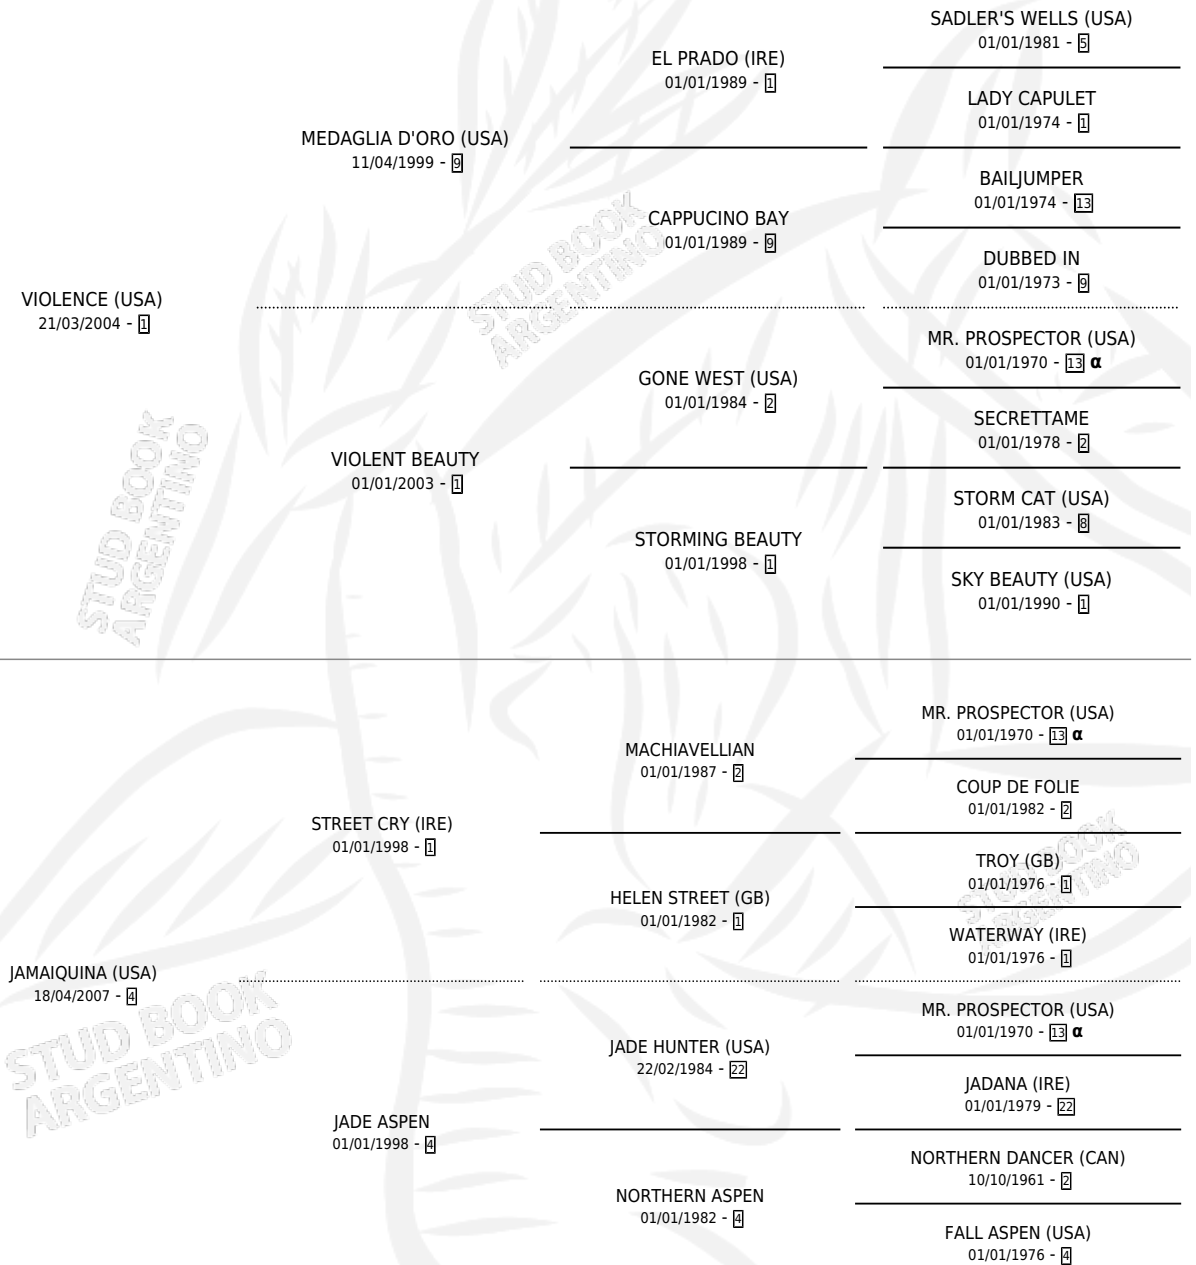 SADLER'S WELLS (USA)
01/01/1981 - 5
EL PRADO (IRE)
01/01/1989 - 1
LADY CAPULET
01/01/1974 - 1
MEDAGLIA D'ORO (USA)
11/04/1999 - 9
BAILJUMPER
01/01/1974 - 13
CAPPUCINO BAY
01/01/1989 - 9
DUBBED IN
01/01/1973 - 9
VIOLENCE (USA)
21/03/2004 - 1
MR. PROSPECTOR (USA)
01/01/1970 - 13 α
GONE WEST (USA)
01/01/1984 - 2
SECRETTAME
01/01/1978 - 2
VIOLENT BEAUTY
01/01/2003 - 1
STORM CAT (USA)
01/01/1983 - 8
STORMING BEAUTY
01/01/1998 - 1
SKY BEAUTY (USA)
01/01/1990 - 1
MR. PROSPECTOR (USA)
01/01/1970 - 13 α
MACHIAVELLIAN
01/01/1987 - 2
COUP DE FOLIE
01/01/1982 - 2
STREET CRY (IRE)
01/01/1998 - 1
TROY (GB)
01/01/1976 - 1
HELEN STREET (GB)
01/01/1982 - 1
WATERWAY (IRE)
01/01/1976 - 1
JAMAIQUINA (USA)
18/04/2007 - 4
MR. PROSPECTOR (USA)
01/01/1970 - 13 α
JADE HUNTER (USA)
22/02/1984 - 22
JADANA (IRE)
01/01/1979 - 22
JADE ASPEN
01/01/1998 - 4
NORTHERN DANCER (CAN)
10/10/1961 - 2
NORTHERN ASPEN
01/01/1982 - 4
FALL ASPEN (USA)
01/01/1976 - 4
STUD BOOK
ARGENTINO
STUD BOOK
ARGENTINO
STUD BOOK
ARGENTINO
STUD BOOK
ARGENTINO